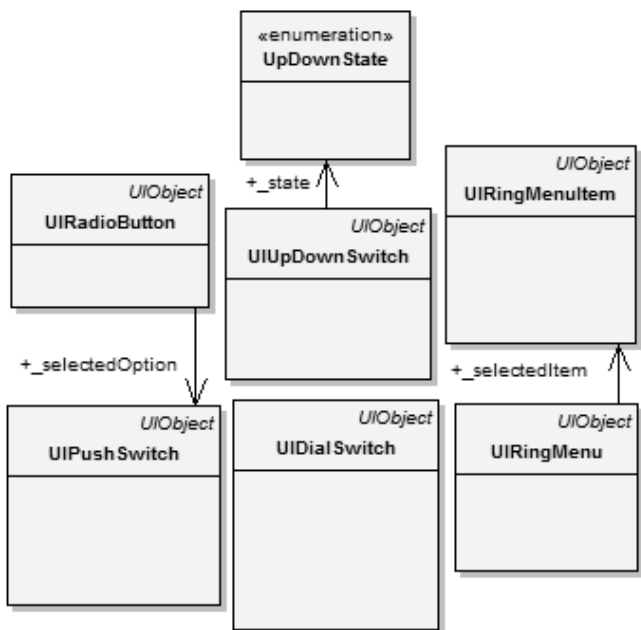 «enumeration»
UpDownState
+_state
UIObject
UIRadioButton
UIObject
UIUpDownSwitch
UIObject
UIRingMenuItem
+_selectedOption
+_selectedItem
UIObject
UIPushSwitch
UIObject
UIDialSwitch
UIObject
UIRingMenu